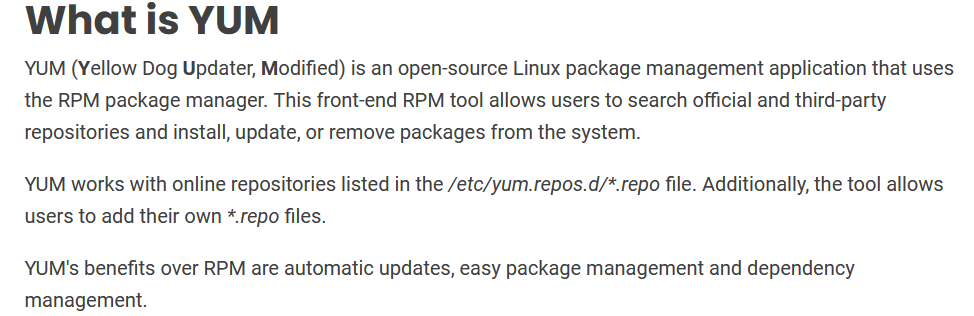 What is YUM
YUM (Yellow Dog Updater, Modified) is an open-source Linux package management application that uses
the RPM package manager. This front-end RPM tool allows users to search official and third-party
repositories and install, update, or remove packages from the system.
YUM works with online repositories listed in the /etc/yum.repos.d/*.repo file. Additionally, the tool allows
users to add their own *.repo files.
YUM's benefits over RPM are automatic updates, easy package management and dependency
management.